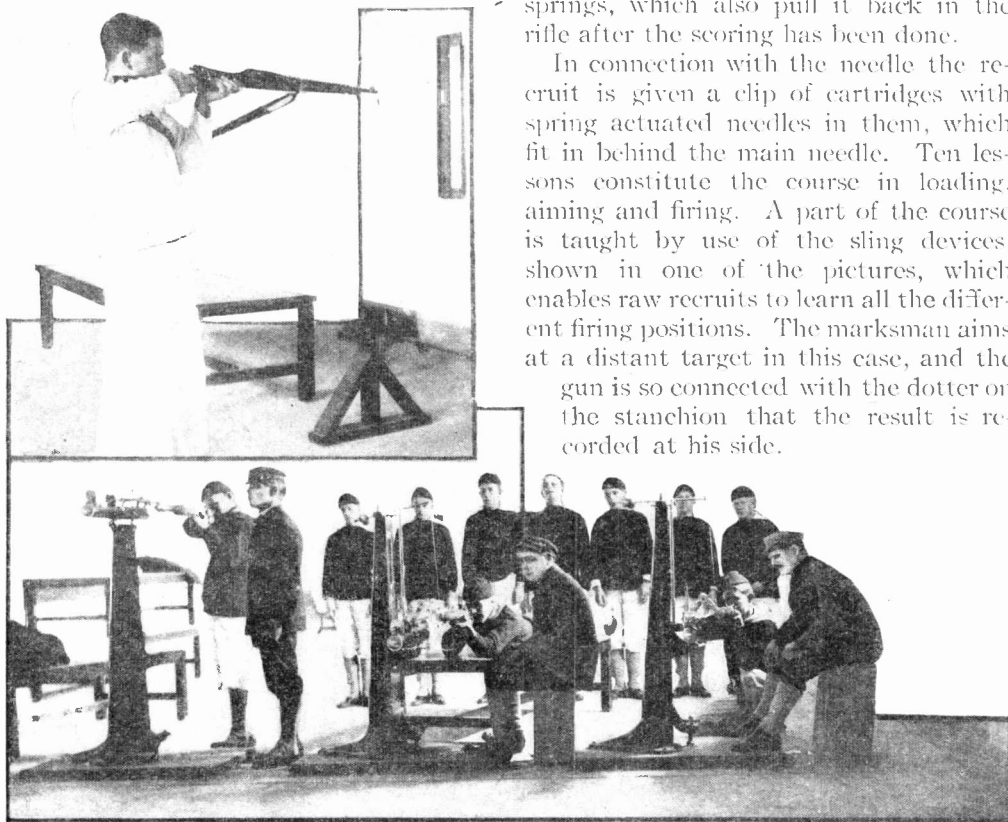 springs, which also pull it back in the
rifle after the scoring has been done.
In connection with the needle the re-
cruit is given a clip of cartridges with
spring actuated needles in them, which
fit in behind the main needle. Ten les-
sons constitute the course in loading,
aiming and firing. A part of the course
is taught by use of the sling devices
shown in one of the pictures, which
enables raw recruits to learn all the differ-
ent firing positions. The marksman aims
at a distant target in this case, and the
gun is so connected with the dotter on
the stanchion that the result is re-
corded at his side.